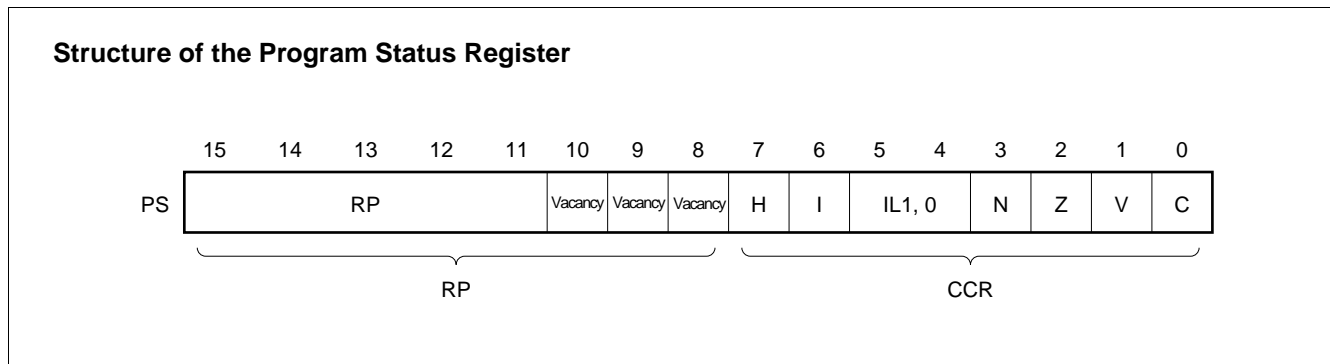 Structure of the Program Status Register
15 14 13 12 11 10 9 8 7 6 5 4 3 2 1 0
PS RP Vacancy Vacancy Vacancy H I IL1, 0 N Z V C
RP CCR